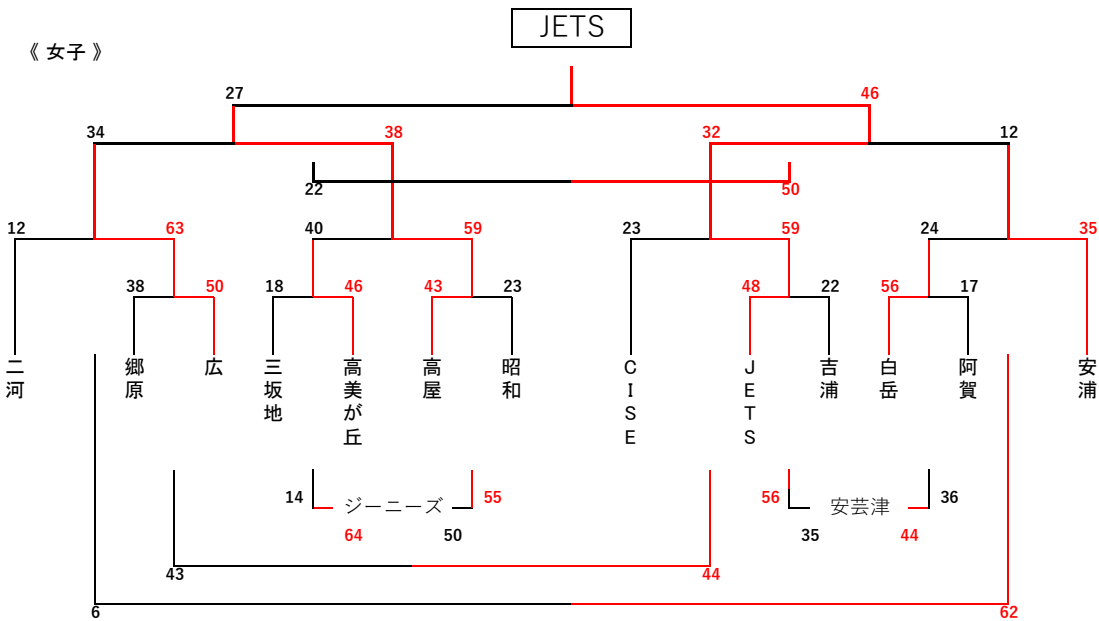 JETS
《 女子 》
27 46
34 38 32 12
22 50
12 63 40 59 23 59 24 35
38 50 18 46 43 23 48 22 56 17
二河
郷原
広
三坂地
高美が丘
高屋
昭和
CISE
JETS
吉浦
白岳
阿賀
安浦
14 ジーニーズ 55 56 安芸津 36
64 50 35 44
43 44
6 62